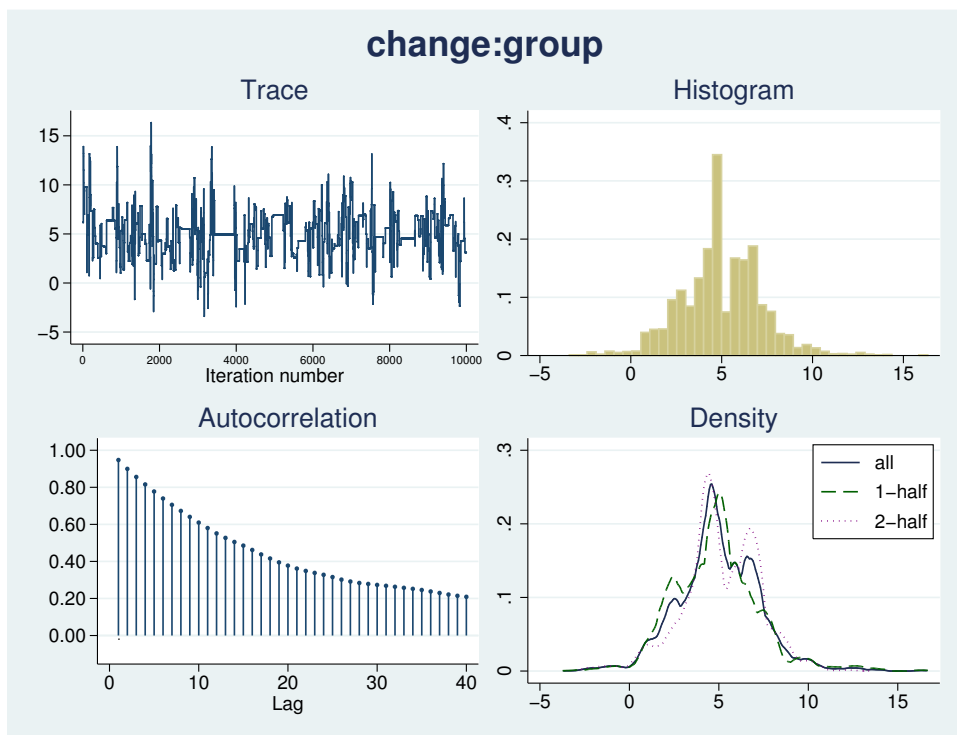 change:group
Trace
15
10
5
0
−5
0 2000 4000 6000 8000 10000
Iteration number
Histogram
.4
.3
.2
.1
0
−5 0 5 10 15
Autocorrelation
1.00
0.80
0.60
0.40
0.20
0.00
0 10 20 30 40
Lag
Density
.3
.2
.1
0
−5 0 5 10 15
all
1−half
2−half